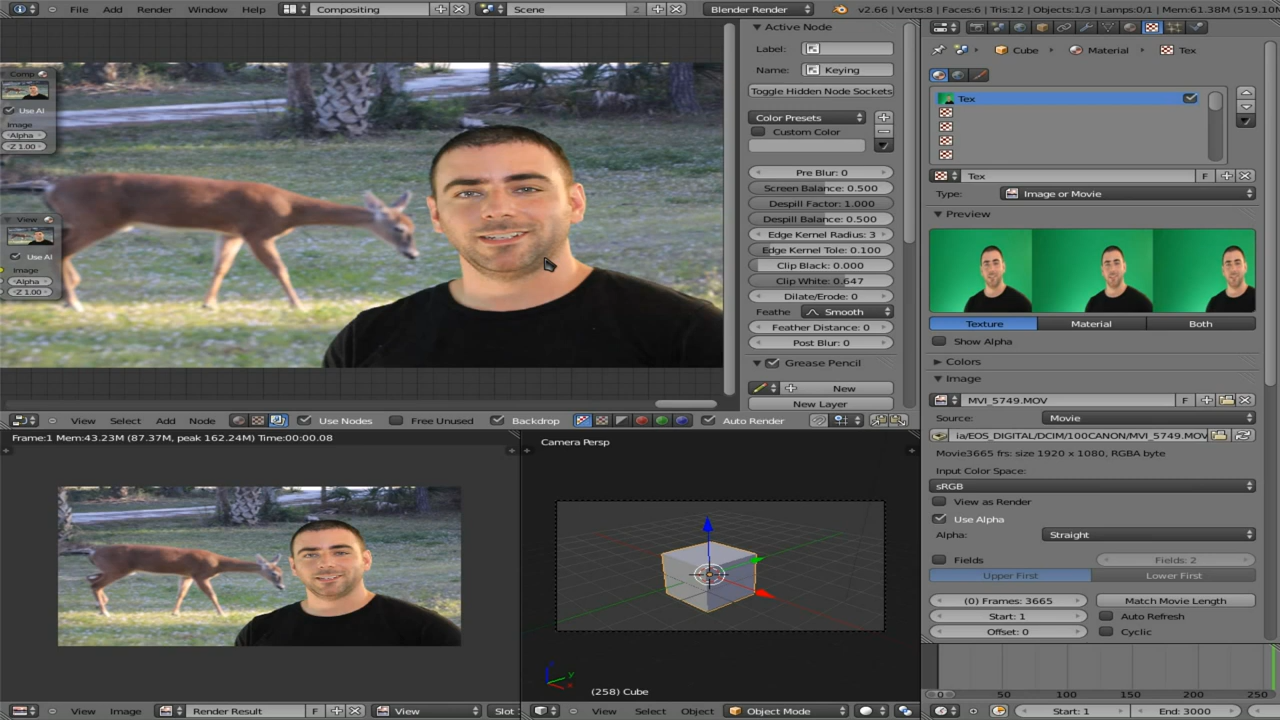 File Add Render Window Help Compositing Scene 2 Blender Render v2.66 | Verts:8 | Faces:6 | Tris:12 | Objects:1/3 | Lamps:0/1 | Mem:61.38M (519.10M
Comp
Use Al
Image
Alpha
Z 1.00
View
Use Al
Image
Alpha
Z 1.00
Active Node
Label:
Name: Keying
Toggle Hidden Node Sockets
Color Presets
Custom Color
Pre Blur: 0
Screen Balance: 0.500
Despill Factor: 1.000
Despill Balance: 0.500
Edge Kernel Radius: 3
Edge Kernel Tole: 0.100
Clip Black: 0.000
Clip White: 0.647
Dilate/Erode: 0
Feathe Smooth
Feather Distance: 0
Post Blur: 0
Grease Pencil
New
New Layer
View Select Add Node Use Nodes Free Unused Backdrop Auto Render
Frame:1 Mem:43.23M (87.37M, peak 162.24M) Time:00:00.08
View Image Render Result F View Slot
Camera Persp
(258) Cube
View Select Object Object Mode
Cube Material Tex
Tex
Tex F
Type: Image or Movie
Preview
Texture Material Both
Show Alpha
Colors
Image
MVI_5749.MOV F
Source: Movie
ia/EOS_DIGITAL/DCIM/100CANON/MVI_5749.MOV
Movie3665 frs: size 1920 x 1080, RGBA byte
Input Color Space:
sRGB
View as Render
Use Alpha
Alpha: Straight
Fields Fields: 2
Upper First Lower First
(0) Frames: 3665 Match Movie Length
Start: 1 Auto Refresh
Offset: 0 Cyclic
0 50 100 150 200 250
Start: 1 End: 3000